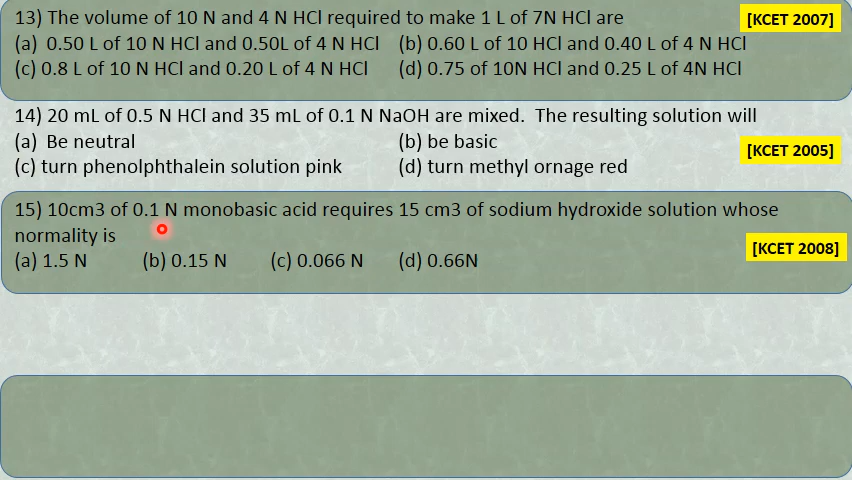 13) The volume of 10 N and 4 N HCl required to make 1 L of 7N HCl are [KCET 2007]
(a) 0.50 L of 10 N HCl and 0.50L of 4 N HCl (b) 0.60 L of 10 HCl and 0.40 L of 4 N HCl
(c) 0.8 L of 10 N HCl and 0.20 L of 4 N HCl (d) 0.75 of 10N HCl and 0.25 L of 4N HCl
14) 20 mL of 0.5 N HCl and 35 mL of 0.1 N NaOH are mixed. The resulting solution will
(a) Be neutral (b) be basic [KCET 2005]
(c) turn phenolphthalein solution pink (d) turn methyl ornage red
15) 10cm3 of 0.1 N monobasic acid requires 15 cm3 of sodium hydroxide solution whose
normality is [KCET 2008]
(a) 1.5 N (b) 0.15 N (c) 0.066 N (d) 0.66N